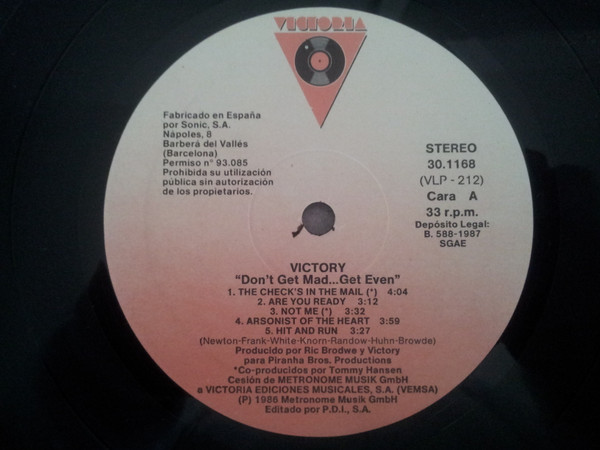 VICTORIA
Fabricado en España
por Sonic, S.A.
Nápoles, 8
Barberá del Vallés
(Barcelona)
Permiso n° 93.085
Prohibida su utilización
pública sin autorización
de los propietarios.
STEREO
30.1168
(VLP - 212)
Cara A
33 r.p.m.
Depósito Legal:
B. 588-1987
SGAE
VICTORY
"Don't Get Mad...Get Even"
1. THE CHECK'S IN THE MAIL (*) 4:04
2. ARE YOU READY 3:12
3. NOT ME (*) 3:32
4. ARSONIST OF THE HEART 3:59
5. HIT AND RUN 3:27
(Newton-Frank-White-Knorn-Randow-Huhn-Browde)
Producido por Ric Brodwe y Victory
para Piranha Bros. Productions
*Co-producidos por Tommy Hansen
Cesión de METRONOME MUSIK GmbH
a VICTORIA EDICIONES MUSICALES, S.A. (VEMSA)
(P) 1986 Metronome Musik GmbH
Editado por P.D.I., S.A.